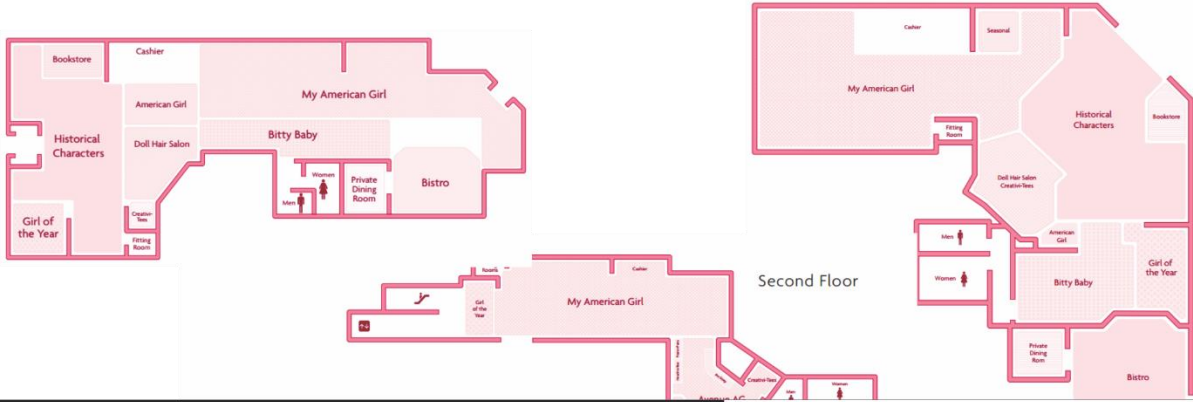 Bookstore
Cashier
My American Girl
American Girl
Historical
Characters
Doll Hair Salon
Bitty Baby
Women
Men
Private
Dining
Room
Bistro
Girl of
the Year
Creativi-
Tees
Fitting
Room
Cashier
Girl
of the
Year
My American Girl
Creativi-Tees
Avenue AG
Men
Women
Second Floor
Cashier
Seasonal
My American Girl
Historical
Characters
Bookstore
Fitting
Room
Doll Hair Salon
Creativi-Tees
American
Girl
Men
Women
Bitty Baby
Girl of
the Year
Private
Dining
Rom
Bistro